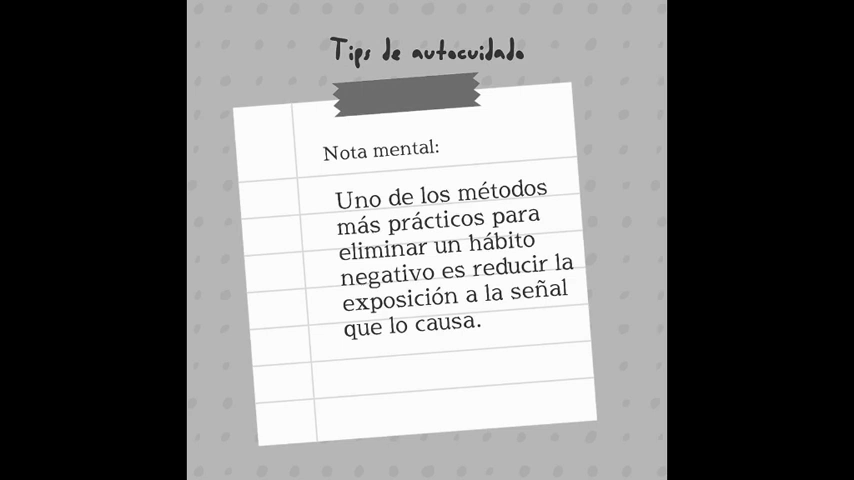 Tips de autocuidado
Nota mental:
Uno de los métodos
más prácticos para
eliminar un hábito
negativo es reducir la
exposición a la señal
que lo causa.